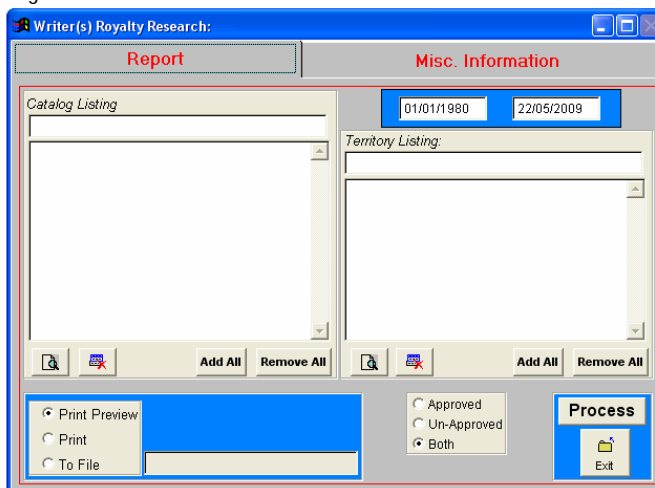 Writer(s) Royalty Research:
Report
Misc. Information
Catalog Listing
01/01/1980
22/05/2009
Territory Listing:
Add All
Remove All
Add All
Remove All
Print Preview
Print
To File
Approved
Un-Approved
Both
Process
Exit